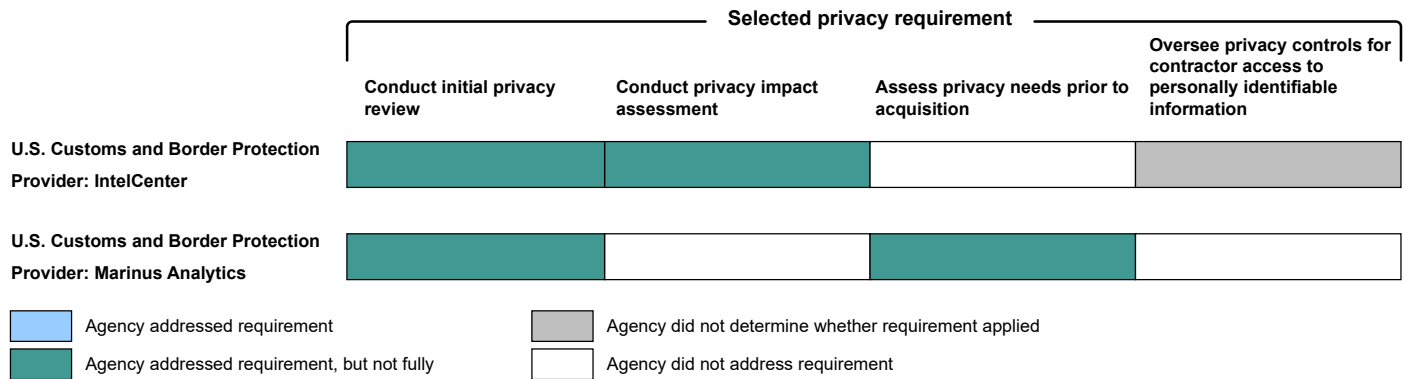 Selected privacy requirement
Conduct initial privacy
review
Conduct privacy impact
assessment
Assess privacy needs prior to
acquisition
Oversee privacy controls for
contractor access to
personally identifiable
information
U.S. Customs and Border Protection
Provider: IntelCenter
U.S. Customs and Border Protection
Provider: Marinus Analytics
Agency addressed requirement
Agency did not determine whether requirement applied
Agency addressed requirement, but not fully
Agency did not address requirement